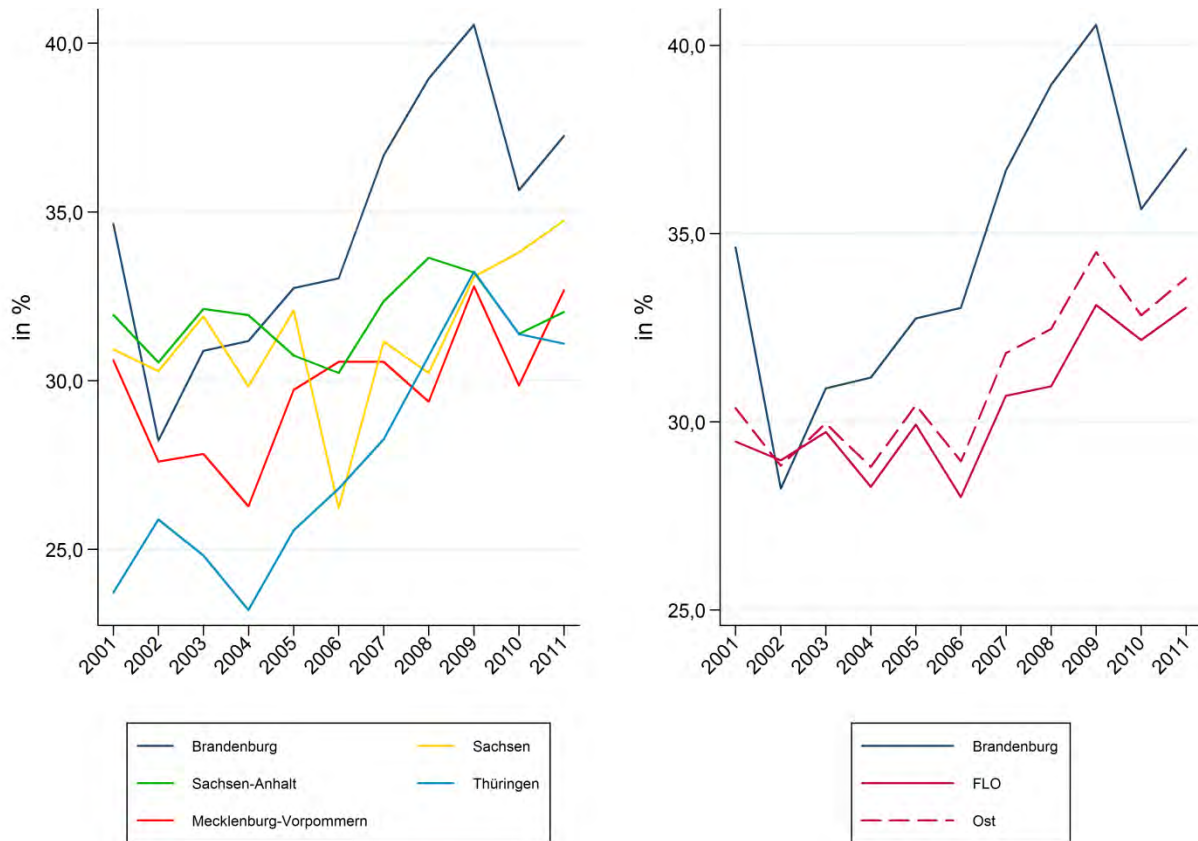 in %
40,0
35,0
30,0
25,0
2001 2002 2003 2004 2005 2006 2007 2008 2009 2010 2011
Brandenburg Sachsen
Sachsen-Anhalt Thüringen
Mecklenburg-Vorpommern
in %
40,0
35,0
30,0
25,0
2001 2002 2003 2004 2005 2006 2007 2008 2009 2010 2011
Brandenburg
FLO
Ost